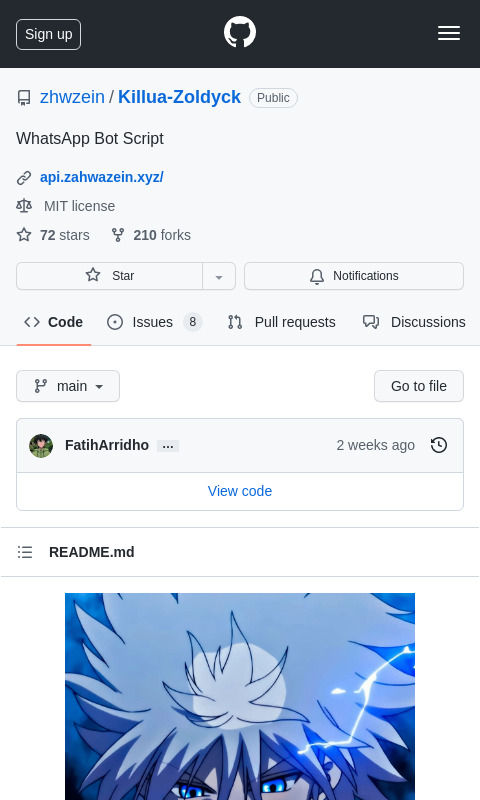 Sign up
zhwzein / Killua-Zoldyck Public
WhatsApp Bot Script
api.zahwazein.xyz/
MIT license
72 stars 210 forks
Star Notifications
Code Issues 8 Pull requests Discussions
main Go to file
FatihArridho ... 2 weeks ago
View code
README.md